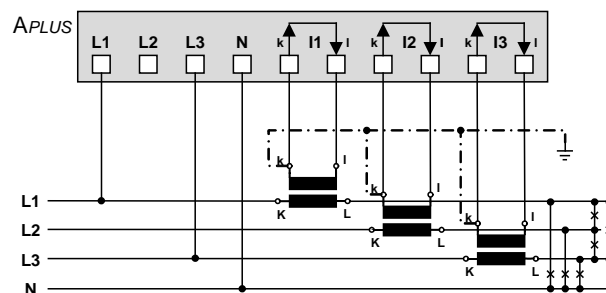 APLUS
L1 L2 L3 N k I1 l k I2 l k I3 l
k l
L1 K L k l
L2 K L k l
L3 K L
N